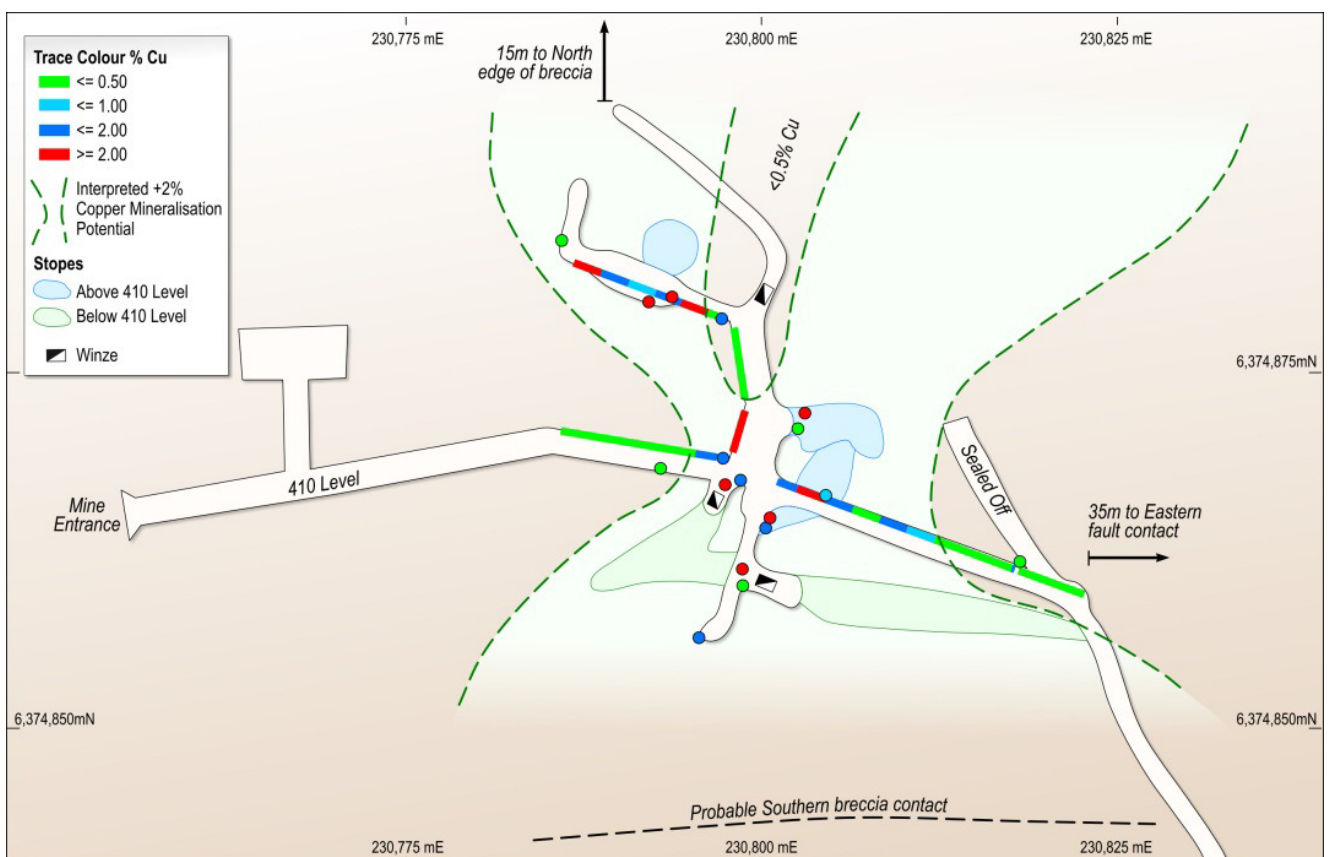 230,775 mE
230,800 mE
230,825 mE
15m to North
edge of breccia
Trace Colour % Cu
<= 0.50
<= 1.00
<= 2.00
>= 2.00
Interpreted +2%
Copper Mineralisation
Potential
Stopes
Above 410 Level
Below 410 Level
Winze
<0.5% Cu
6,374,875mN
410 Level
Mine
Entrance
Sealed Off
35m to Eastern
fault contact
6,374,850mN
6,374,850mN
Probable Southern breccia contact
230,775 mE
230,800 mE
230,825 mE